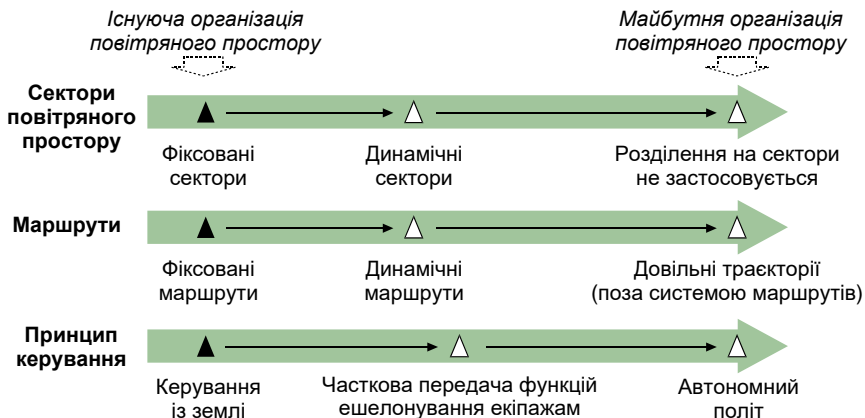 Існуюча організація
повітряного простору
Майбутня організація
повітряного простору
Сектори
повітряного
простору
Фіксовані
сектори
Динамічні
сектори
Розділення на сектори
не застосовується
Маршрути
Фіксовані
маршрути
Динамічні
маршрути
Довільні траєкторії
(поза системою маршрутів)
Принцип
керування
Керування
із землі
Часткова передача функцій
ешелонування екіпажам
Автономний
політ